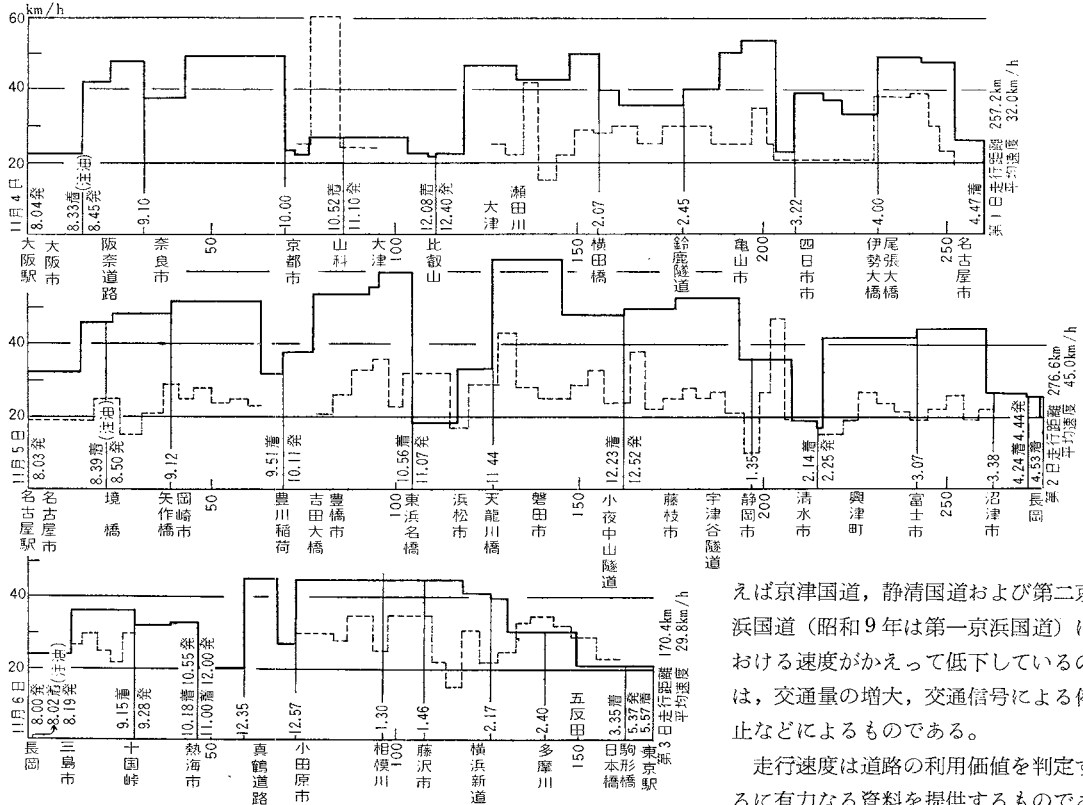 km/h
60
40
20
11月4日
8.04発
8.33着(注油)
8.45発
9.10
10.00
10.52着
11.10発
12.08着
12.40発
2.07
2.45
3.22
4.00
4.47着
第1日走行距離 257.2km
平均速度 32.0km/h
大阪駅
大阪市
阪奈道路
奈良市
50
京都市
山科
大津
100
比叡山
大津
瀬田川
150
横田橋
鈴鹿隧道
亀山市
200
四日市市
伊勢大橋
尾張大橋
250
名古屋市
40
20
11月5日
8.03発
8.39着(注油)
8.50発
9.12
9.51着
10.11発
10.56着
11.07発
11.44
12.23着
12.52発
1.35
2.14着
2.25発
3.07
3.38
4.24着4.44発
4.53着
第2日走行距離 276.6km
平均速度 45.0km/h
名古屋駅
名古屋市
境橋
矢作橋
岡崎市
50
豊川稲荷
吉田大橋
豊橋市
100
東浜名橋
浜松市
天龍川橋
磐田市
150
小夜中山隧道
藤枝市
宇津谷隧道
静岡市
200
清水市
興津町
富士市
250
沼津市
長岡
40
20
11月6日
8.00発
8.02着(注油)
8.19発
9.15着
9.28発
10.18着10.55発
11.00着12.00発
12.35
12.57
11.30
1.46
2.17
2.40
3.35着
5.37発
5.57着
第3日走行距離 170.4km
平均速度 29.8km/h
長岡
三島市
十国峠
熱海市
50
真鶴道路
小田原市
相模川
100
藤沢市
横浜新道
多摩川
150
五反田
日本橋
駒形橋
東京駅
えば京津国道，静清国道および第二京
浜国道（昭和9年は第一京浜国道）に
おける速度がかえって低下しているの
は，交通量の増大，交通信号による停
止などによるものである。
走行速度は道路の利用価値を判定す
るに有力なる資料を提供するものであ